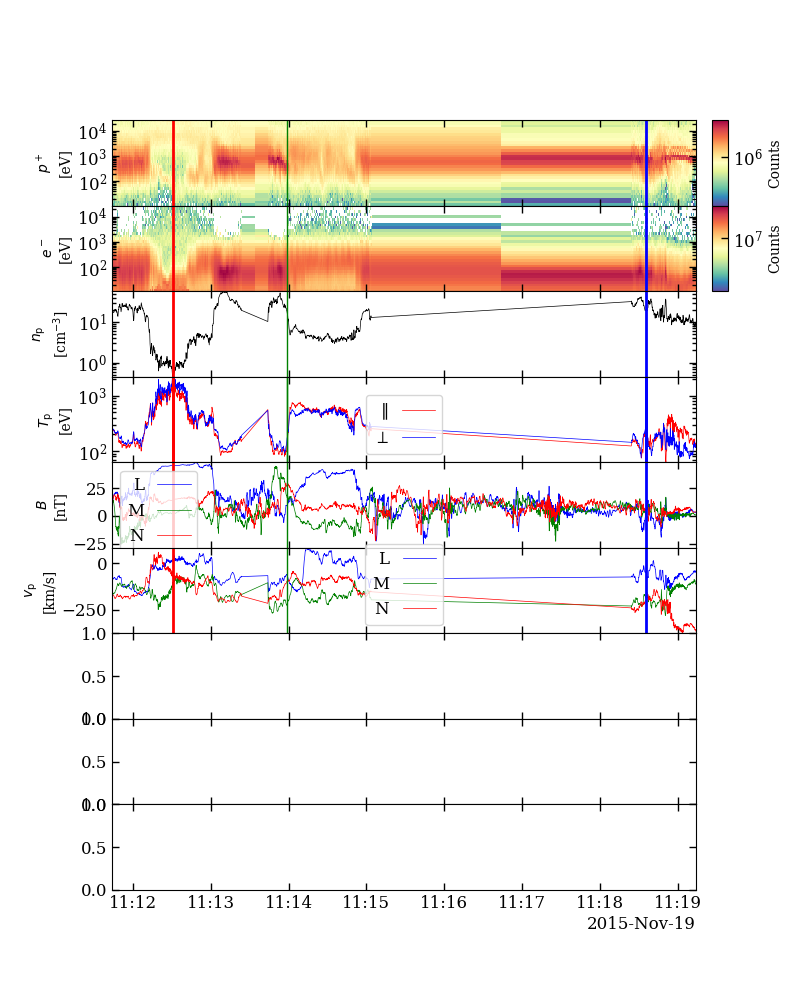 10⁴
10³
10²
p⁺
[eV]
10⁶
Counts
10⁴
10³
10²
e⁻
[eV]
10⁷
Counts
10¹
10⁰
nₚ
[cm⁻³]
10³
10²
Tₚ
[eV]
∥
⊥
25
0
−25
B
[nT]
L
M
N
0
−250
vₚ
[km/s]
L
M
N
1.0
0.5
0.0
1.0
0.5
0.0
1.0
0.5
0.0
11:12 11:13 11:14 11:15 11:16 11:17 11:18 11:19
2015-Nov-19